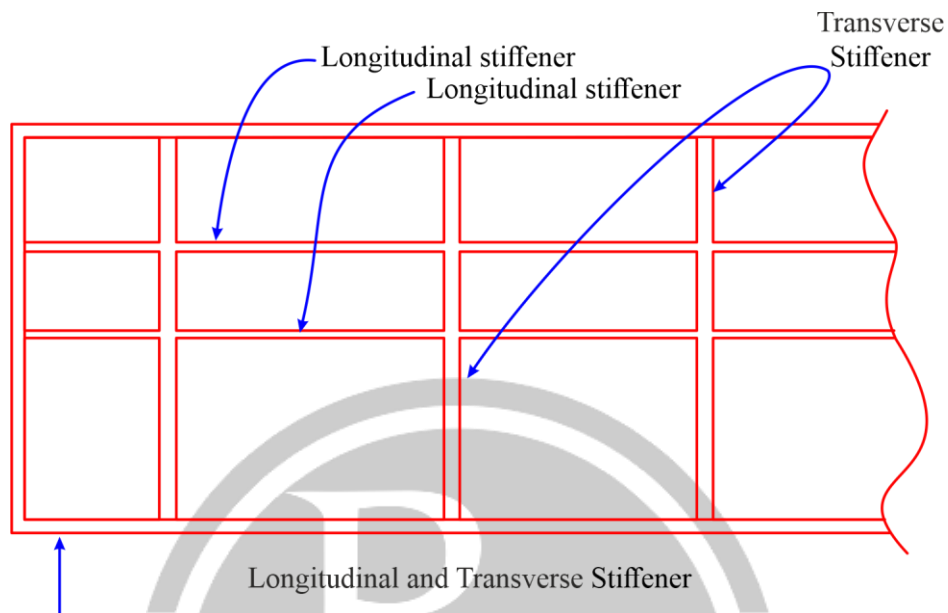 Transverse
Stiffener
Longitudinal stiffener
Longitudinal stiffener
Longitudinal and Transverse Stiffener